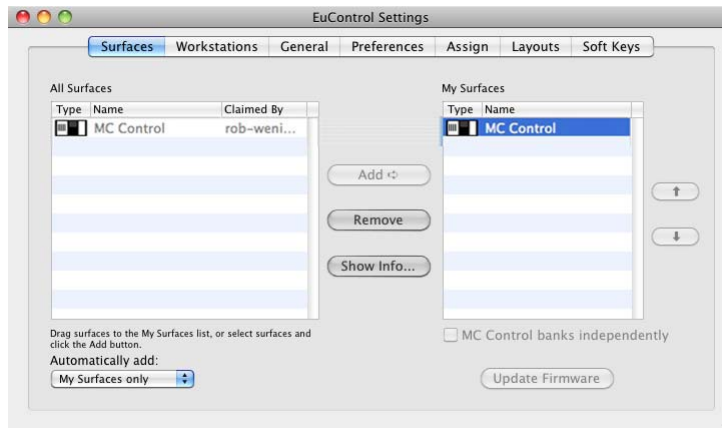 EuControl Settings
Surfaces Workstations General Preferences Assign Layouts Soft Keys
All Surfaces
Type Name Claimed By
MC Control rob-weni...
My Surfaces
Type Name
MC Control
Add
Remove
Show Info...
Drag surfaces to the My Surfaces list, or select surfaces and
click the Add button.
Automatically add:
My Surfaces only
MC Control banks independently
Update Firmware